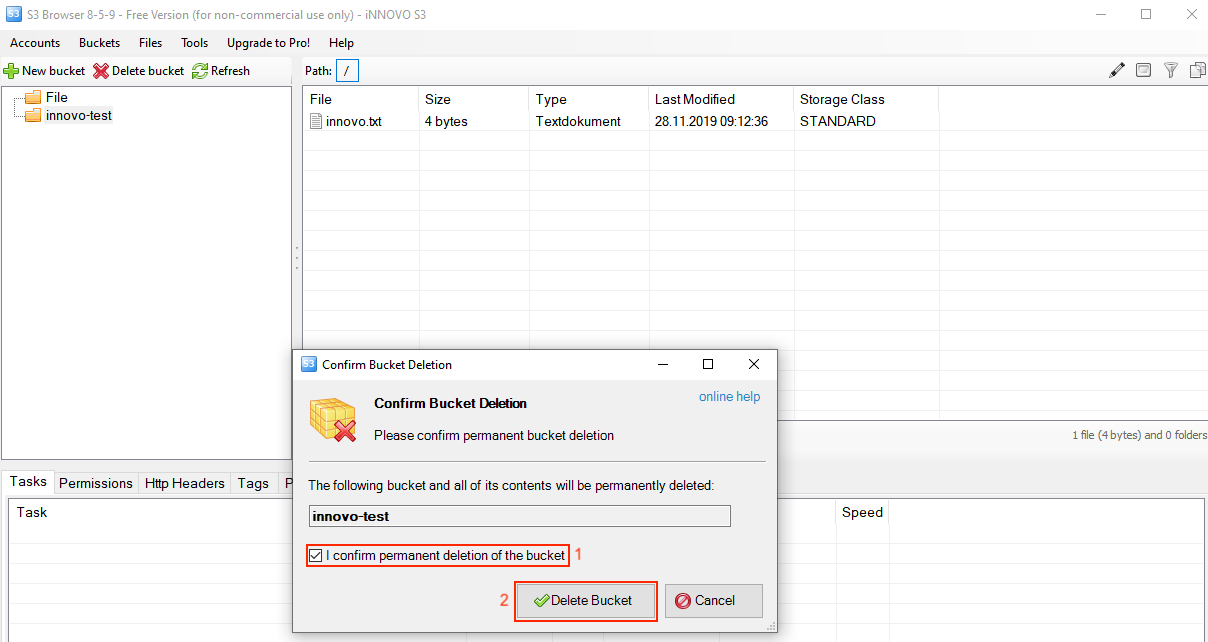 S3 Browser 8-5-9 - Free Version (for non-commercial use only) - iNNOVO S3
Accounts Buckets Files Tools Upgrade to Pro! Help
New bucket Delete bucket Refresh
Path: /
File
innovo-test
File Size Type Last Modified Storage Class
innovo.txt 4 bytes Textdokument 28.11.2019 09:12:36 STANDARD
1 file (4 bytes) and 0 folders
S3 Confirm Bucket Deletion
Confirm Bucket Deletion
online help
Please confirm permanent bucket deletion
The following bucket and all of its contents will be permanently deleted:
innovo-test
I confirm permanent deletion of the bucket 1
2 Delete Bucket Cancel
Tasks Permissions Http Headers Tags P
Task Speed